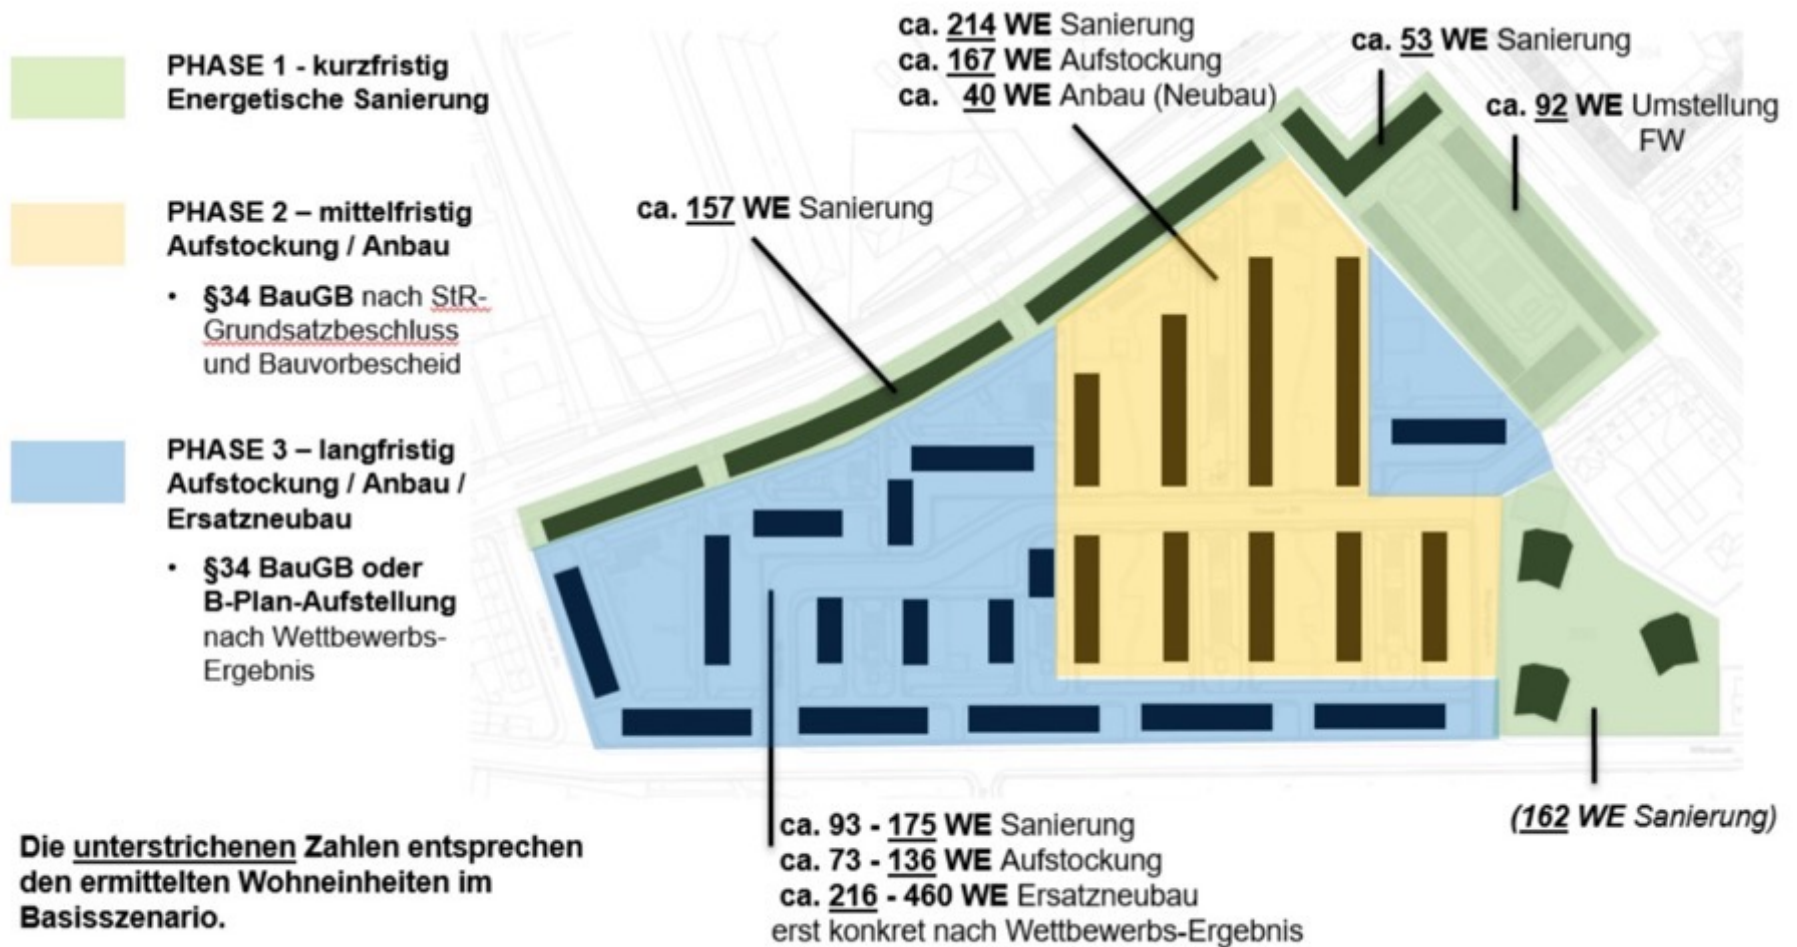 PHASE 1 - kurzfristig
Energetische Sanierung
PHASE 2 – mittelfristig
Aufstockung / Anbau
• §34 BauGB nach StR-
Grundsatzbeschluss
und Bauvorbescheid
PHASE 3 – langfristig
Aufstockung / Anbau /
Ersatzneubau
• §34 BauGB oder
B-Plan-Aufstellung
nach Wettbewerbs-
Ergebnis
Die unterstrichenen Zahlen entsprechen
den ermittelten Wohneinheiten im
Basisszenario.
ca. 157 WE Sanierung
ca. 214 WE Sanierung
ca. 167 WE Aufstockung
ca. 40 WE Anbau (Neubau)
ca. 53 WE Sanierung
ca. 92 WE Umstellung
FW
ca. 93 - 175 WE Sanierung
ca. 73 - 136 WE Aufstockung
ca. 216 - 460 WE Ersatzneubau
erst konkret nach Wettbewerbs-Ergebnis
(162 WE Sanierung)